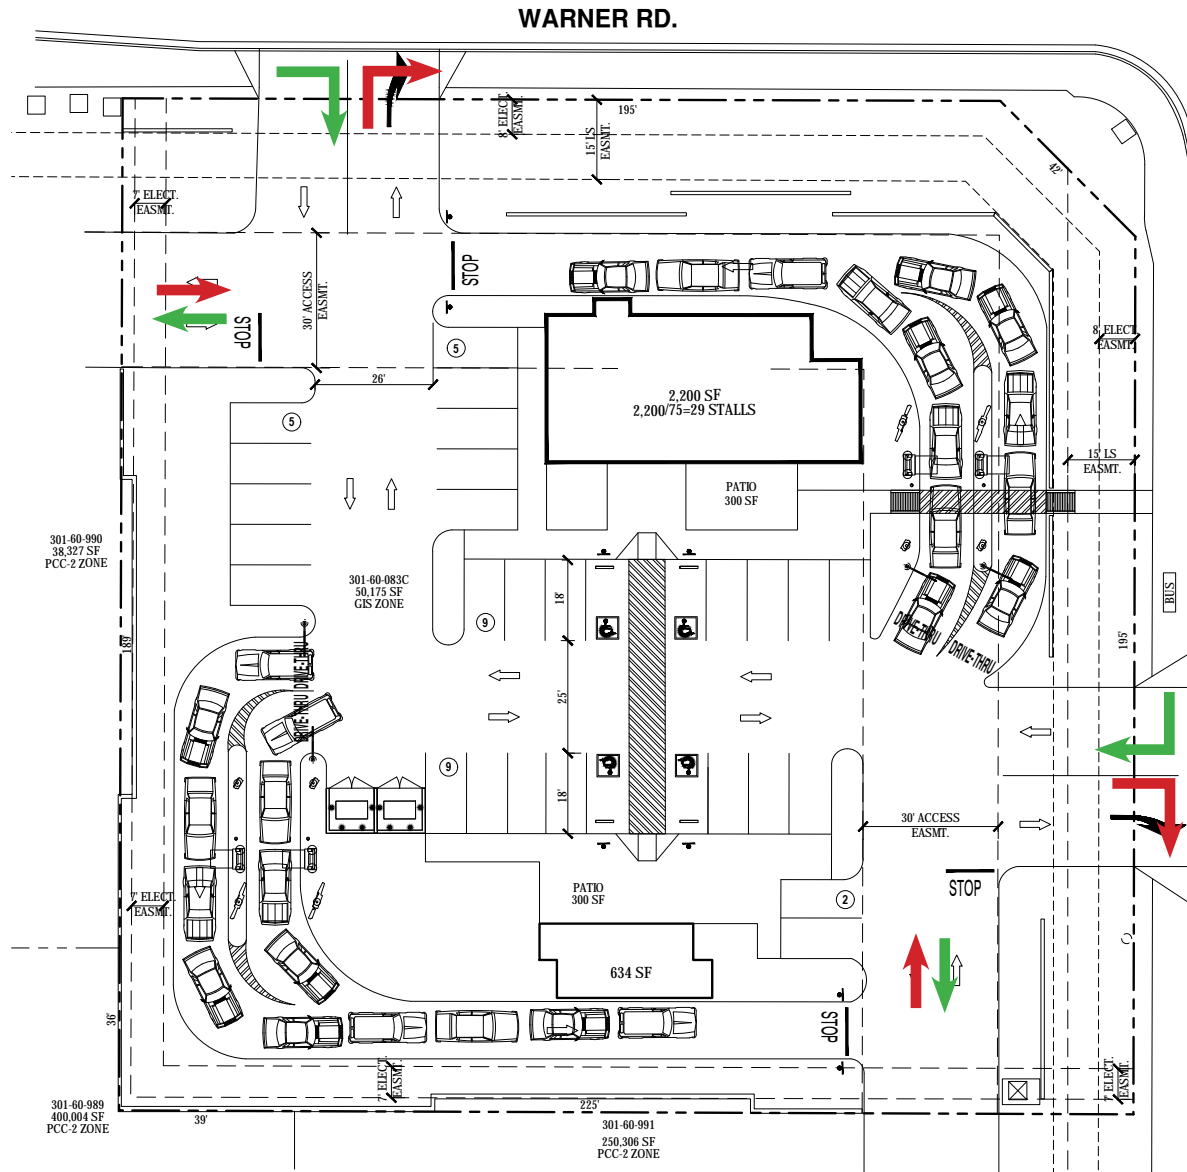 WARNER RD.
8' ELECT.
EASMT.
15' LS
EASMT.
195'
42'
7' ELECT.
EASMT.
STOP
30' ACCESS
EASMT.
STOP
8' ELECT.
EASMT.
5
26'
2,200 SF
2,200/75=29 STALLS
5
15' LS
EASMT.
PATIO
300 SF
301-60-990
38,327 SF
PCC-2 ZONE
301-60-083C
50,175 SF
GIS ZONE
18'
BUS
9
DRIVE-THRU
DRIVE-THRU
189'
195'
DRIVE-THRU
DRIVE-THRU
25'
9
18'
30' ACCESS
EASMT.
7' ELECT.
EASMT.
PATIO
300 SF
2
STOP
634 SF
36'
STOP
7' ELECT.
EASMT.
7' ELECT.
EASMT.
301-60-989
400,004 SF
PCC-2 ZONE
39'
225'
301-60-991
250,306 SF
PCC-2 ZONE